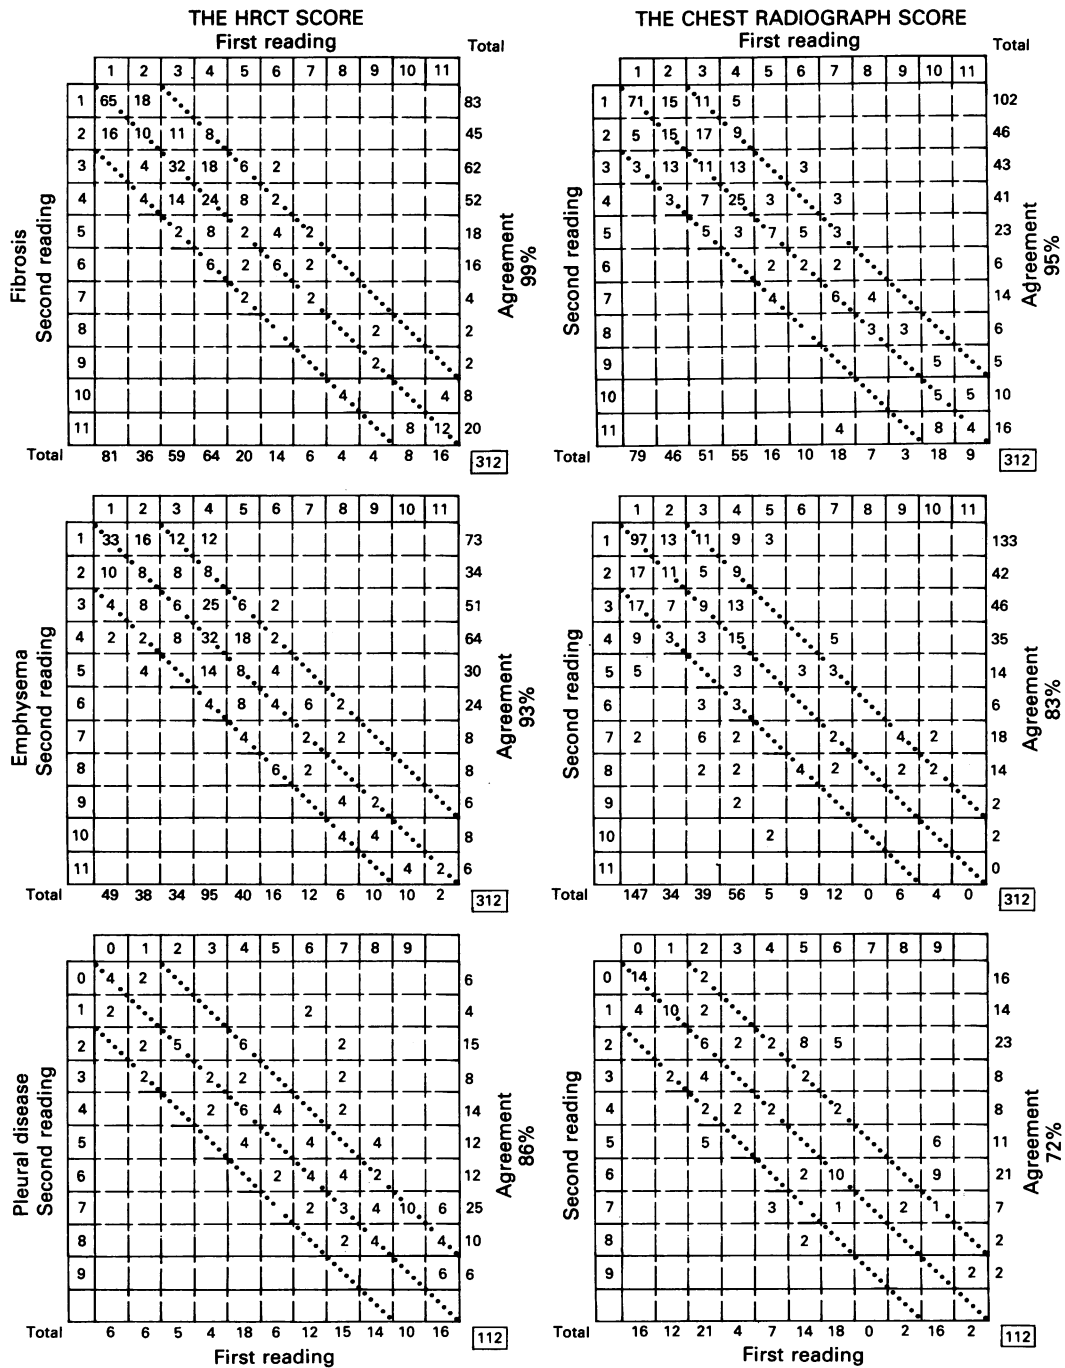 THE HRCT SCORE
First reading
Total
1 2 3 4 5 6 7 8 9 10 11
1 65 18 83
2 16 10 11 8 45
3 4 32 18 6 2 62
4 4 14 24 8 2 52
5 2 8 2 4 2 18
6 6 2 6 2 16
7 2 2 4
8 2 2
9 2 2
10 4 4 8
11 8 12 20
Total 81 36 59 64 20 14 6 4 4 8 16 312
Fibrosis
Second reading
Agreement
99%
THE CHEST RADIOGRAPH SCORE
First reading
Total
1 2 3 4 5 6 7 8 9 10 11
1 71 15 11 5 102
2 5 15 17 9 46
3 3 13 11 13 3 43
4 3 7 25 3 3 41
5 5 3 7 5 3 23
6 2 2 2 6
7 4 6 4 14
8 3 3 6
9 5 5
10 5 5 10
11 4 8 4 16
Total 79 46 51 55 16 10 18 7 3 18 9 312
Second reading
Agreement
95%
1 2 3 4 5 6 7 8 9 10 11
1 33 16 12 12 73
2 10 8 8 8 34
3 4 8 6 25 6 2 51
4 2 2 8 32 18 2 64
5 4 14 8 4 30
6 4 8 4 6 2 24
7 4 2 2 8
8 6 2 8
9 4 2 6
10 4 4 8
11 4 2 6
Total 49 38 34 95 40 16 12 6 10 10 2 312
Emphysema
Second reading
Agreement
93%
1 2 3 4 5 6 7 8 9 10 11
1 97 13 11 9 3 133
2 17 11 5 9 42
3 17 7 9 13 46
4 9 3 3 15 5 35
5 5 3 3 3 14
6 3 3 6
7 2 6 2 2 4 2 18
8 2 2 4 2 2 2 14
9 2 2
10 2 2
11 0
Total 147 34 39 56 5 9 12 0 6 4 0 312
Second reading
Agreement
83%
0 1 2 3 4 5 6 7 8 9
0 4 2 6
1 2 2 4
2 2 5 6 2 15
3 2 2 2 2 8
4 2 6 4 2 14
5 4 4 4 12
6 2 4 4 2 12
7 2 3 4 10 6 25
8 2 4 4 10
9 6 6
Total 6 6 5 4 18 6 12 15 14 10 16 112
First reading
Pleural disease
Second reading
Agreement
86%
0 1 2 3 4 5 6 7 8 9
0 14 2 16
1 4 10 2 14
2 6 2 2 8 5 23
3 2 4 2 8
4 2 2 2 2 8
5 5 6 11
6 2 10 9 21
7 3 1 2 1 7
8 2 2
9 2 2
Total 16 12 21 4 7 14 18 0 2 16 2 112
First reading
Second reading
Agreement
72%